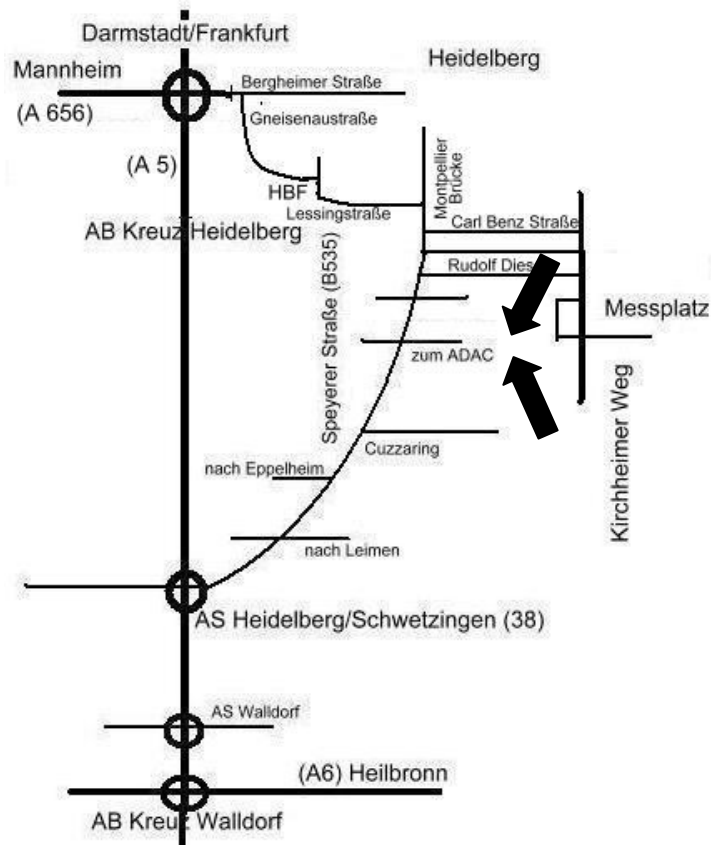 Darmstadt/Frankfurt
Heidelberg
Mannheim
Bergheimer Straße
(A 656)
Gneisenaustraße
(A 5)
Montpellier
Brücke
HBF
Lessingstraße
Carl Benz Straße
AB Kreuz Heidelberg
Rudolf Dies
Speyerer Straße (B535)
Messplatz
zum ADAC
Kirchheimer Weg
Cuzzaring
nach Eppelheim
nach Leimen
AS Heidelberg/Schwetzingen (38)
AS Walldorf
(A6) Heilbronn
AB Kreuz Walldorf